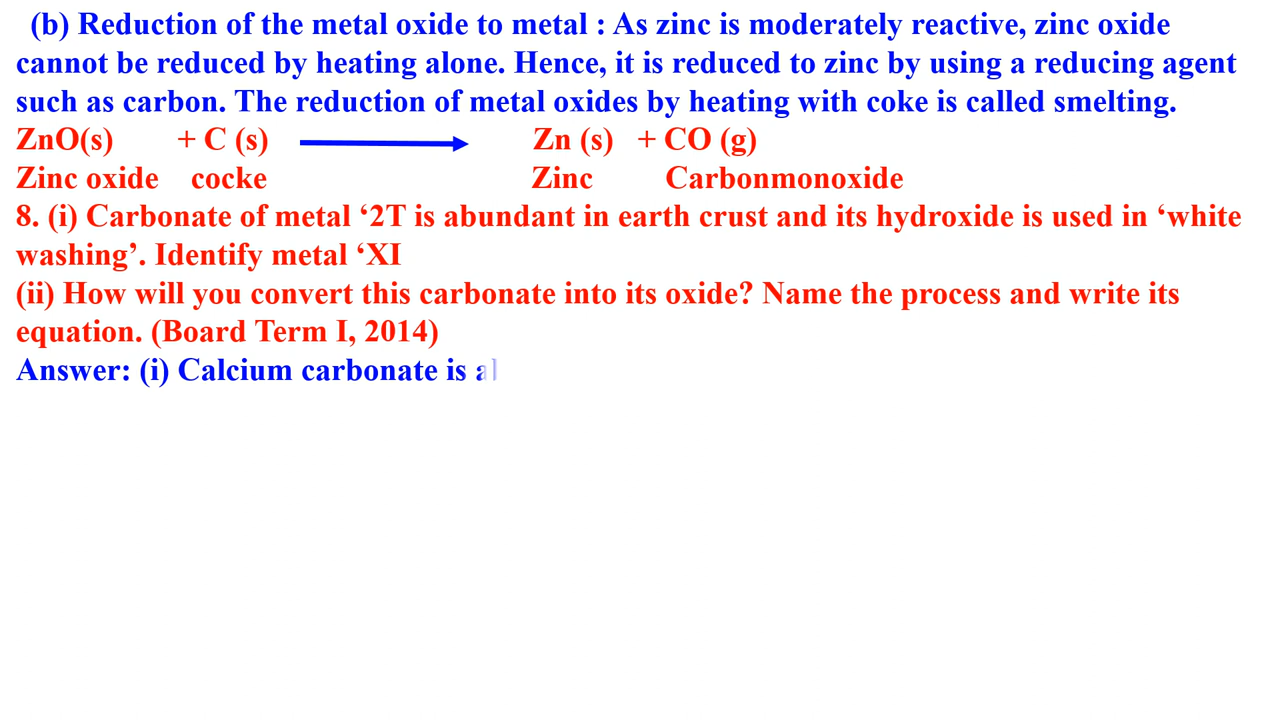 (b) Reduction of the metal oxide to metal : As zinc is moderately reactive, zinc oxide
cannot be reduced by heating alone. Hence, it is reduced to zinc by using a reducing agent
such as carbon. The reduction of metal oxides by heating with coke is called smelting.
ZnO(s) + C (s) Zn (s) + CO (g)
Zinc oxide cocke Zinc Carbonmonoxide
8. (i) Carbonate of metal ‘2T is abundant in earth crust and its hydroxide is used in ‘white
washing’. Identify metal ‘XI
(ii) How will you convert this carbonate into its oxide? Name the process and write its
equation. (Board Term I, 2014)
Answer: (i) Calcium carbonate is